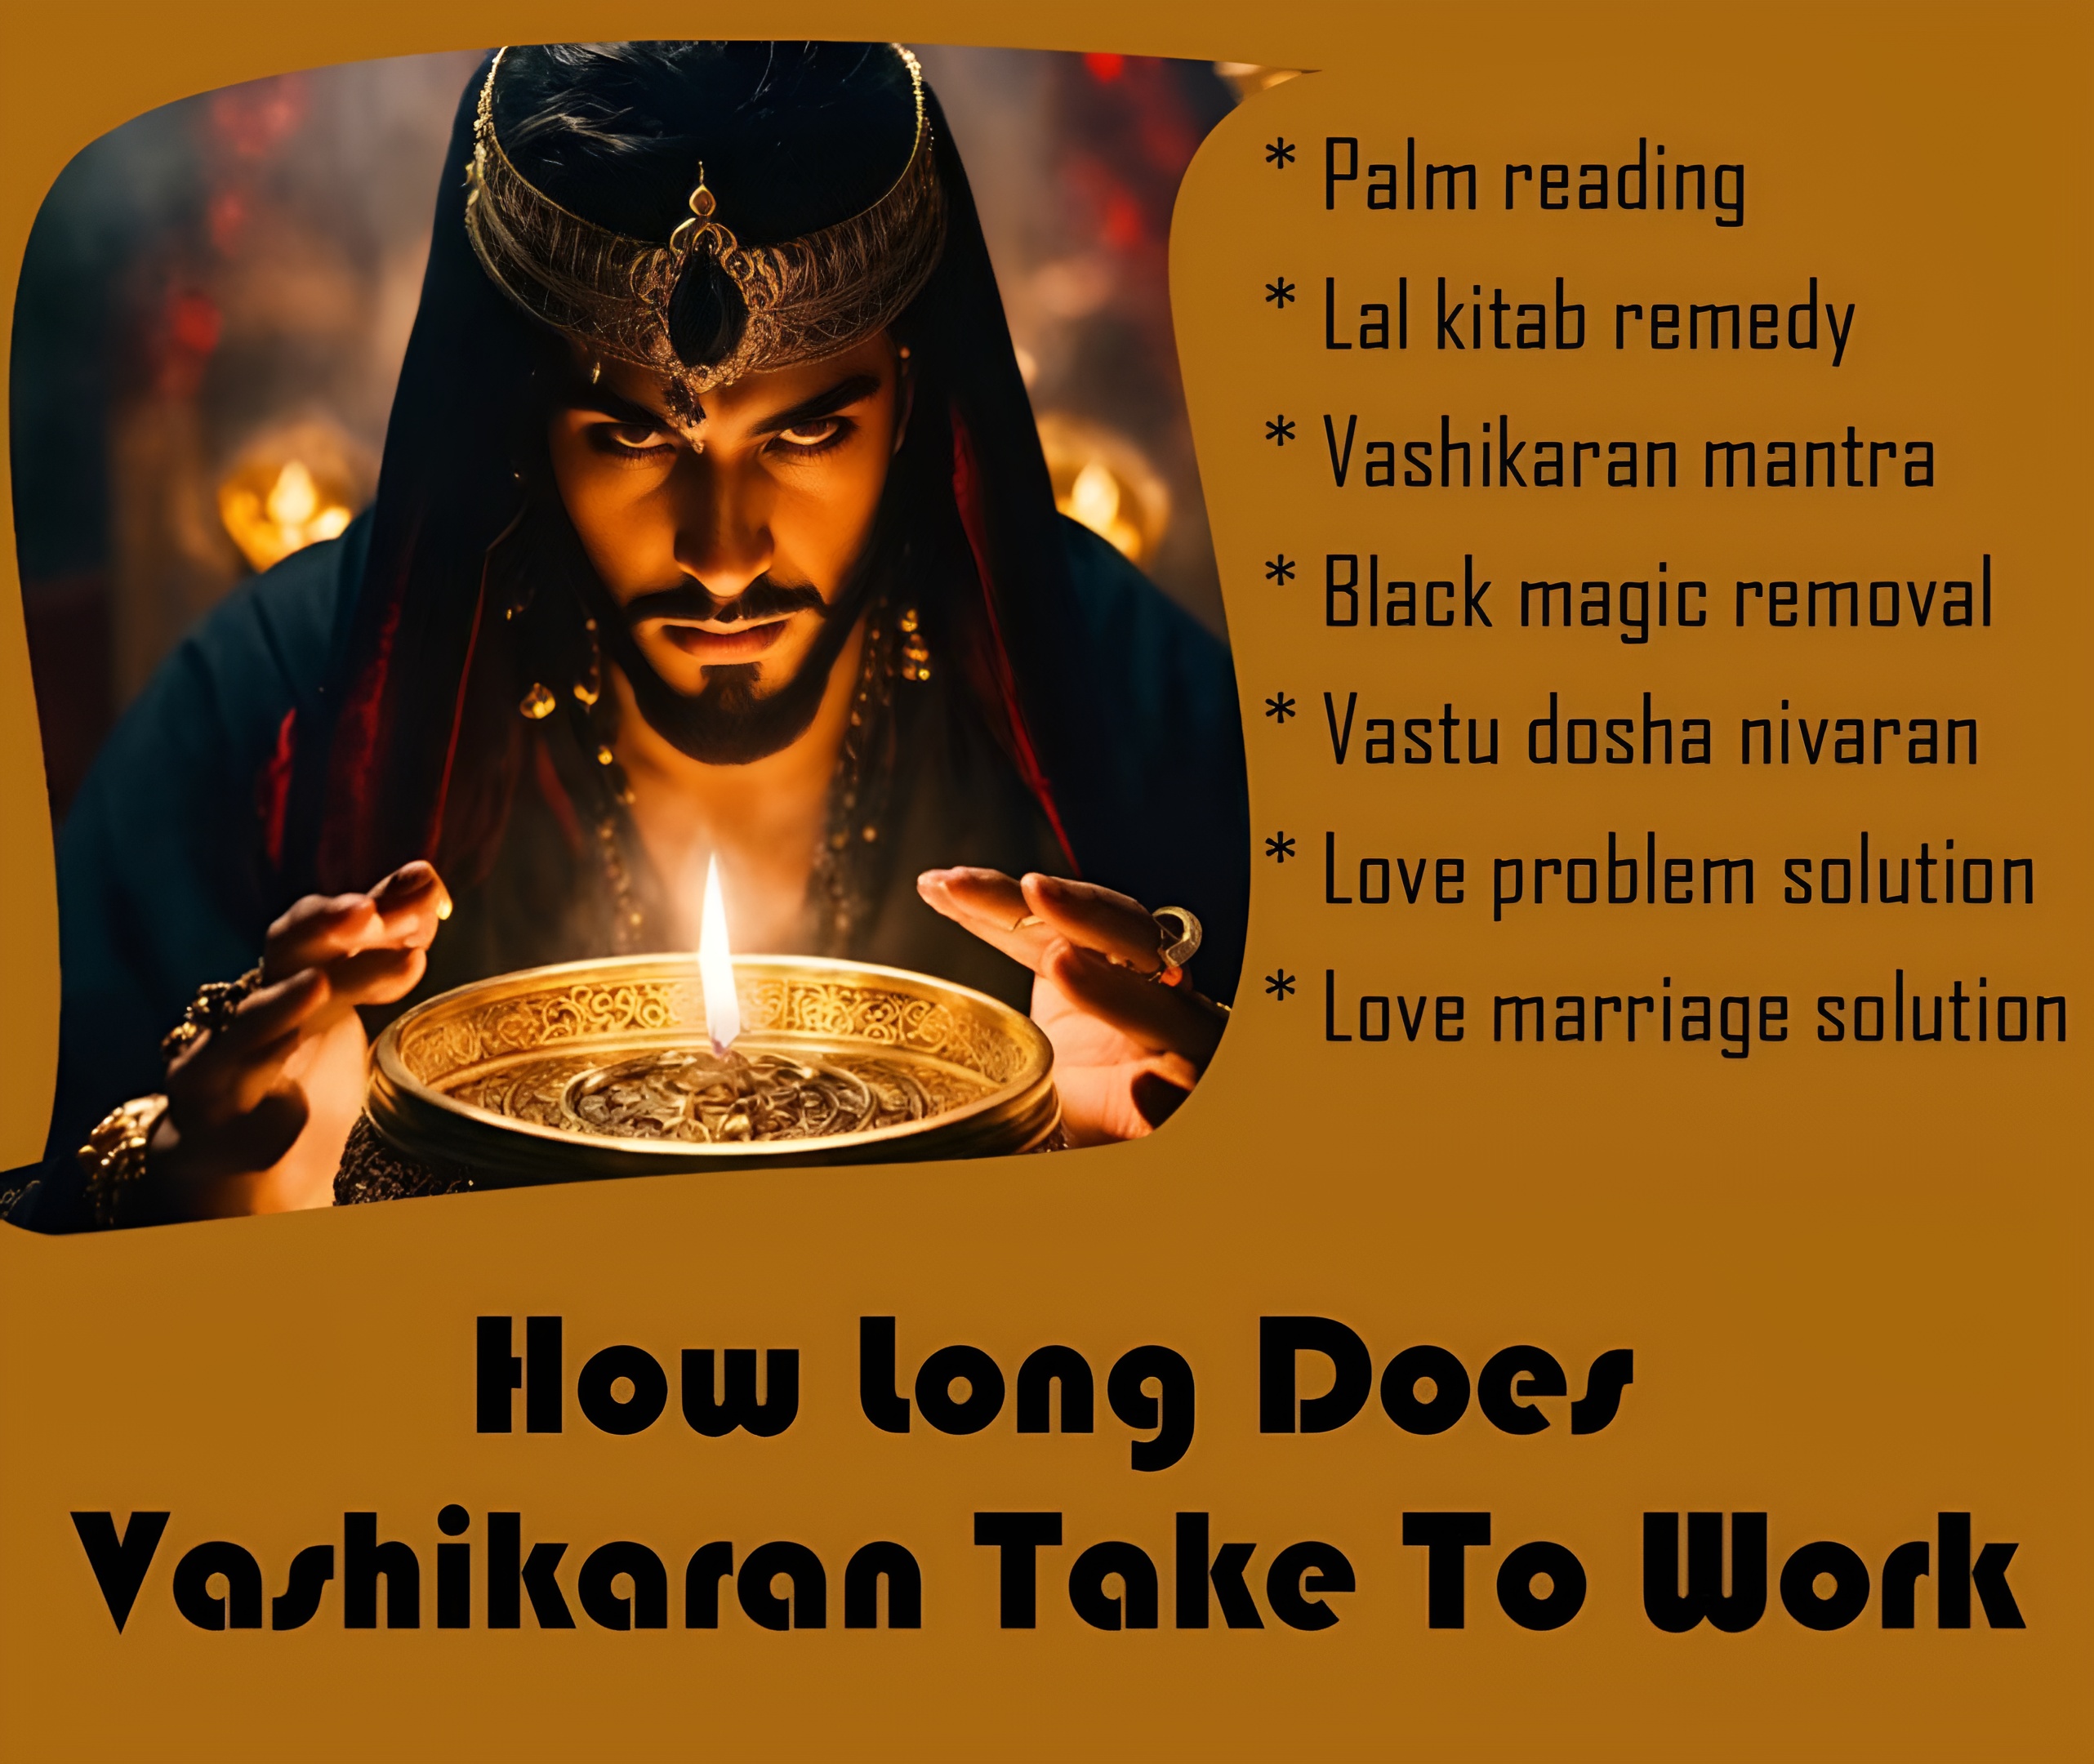 * Palm reading
* Lal kitab remedy
* Vashikaran mantra
* Black magic removal
* Vastu dosha nivaran
* Love problem solution
* Love marriage solution
How Long Does
Vashikaran Take To Work